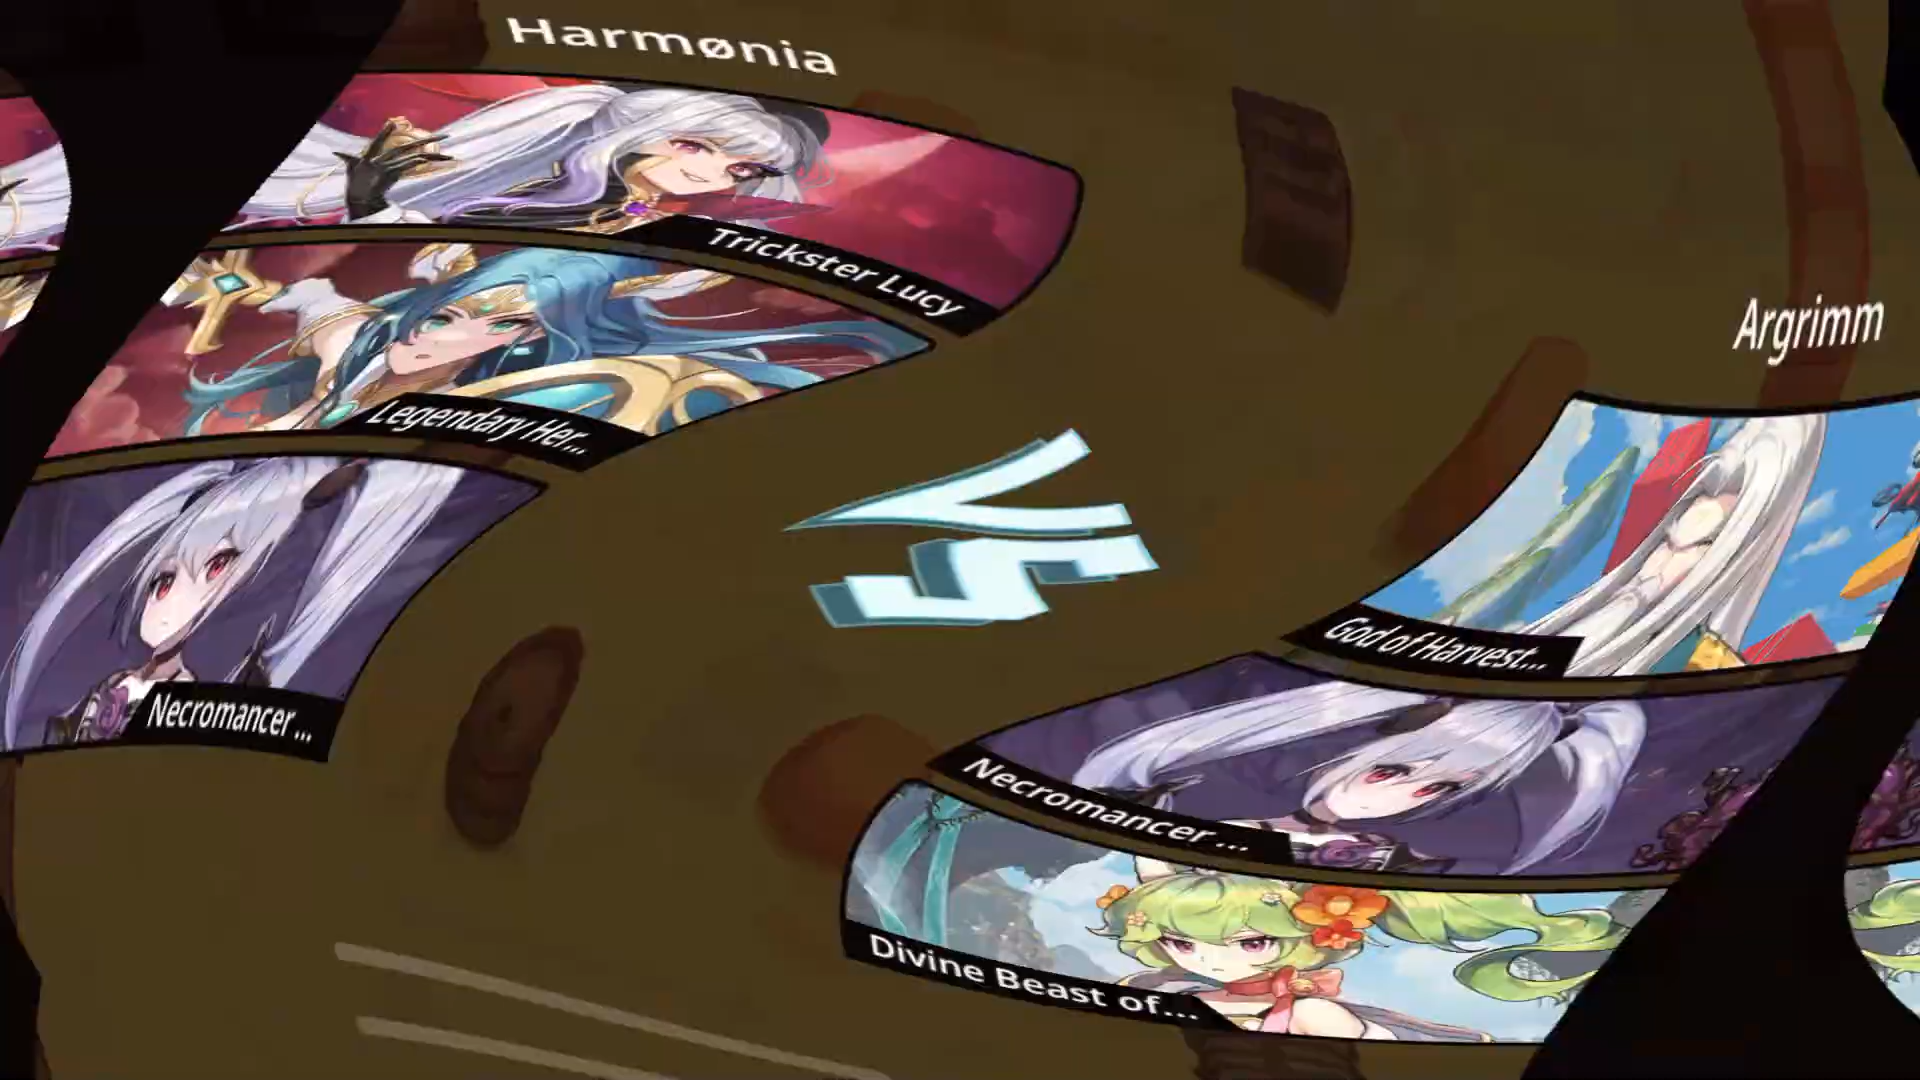 Harmønia
Trickster Lucy
Legendary Her...
Necromancer ...
VS
Argrimm
God of Harvest...
Necromancer ...
Divine Beast of...